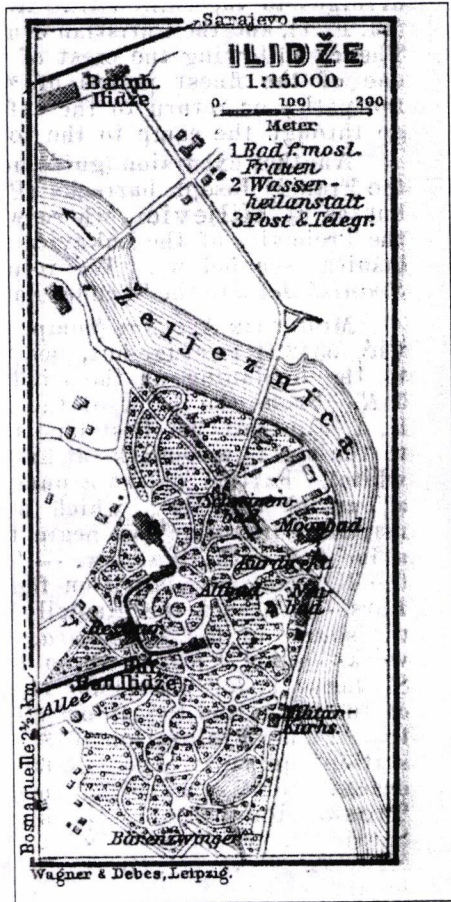 Sarajevo
ILIDŽE
1:15.000
0 100 200
Meter
1 Bad f. mosl.
Frauen
2 Wasser-
heilanstalt
3 Post & Telegr.
Bahnh.
Ilidže
Željeznica
Moorbad
Kurdirekt.
Altbad
Neu-
bad
Bad Ilidže
Allee
Militär-
Kurhs.
Bosnaquelle 2½ km
Bärenzwinger
Wagner & Debes, Leipzig.